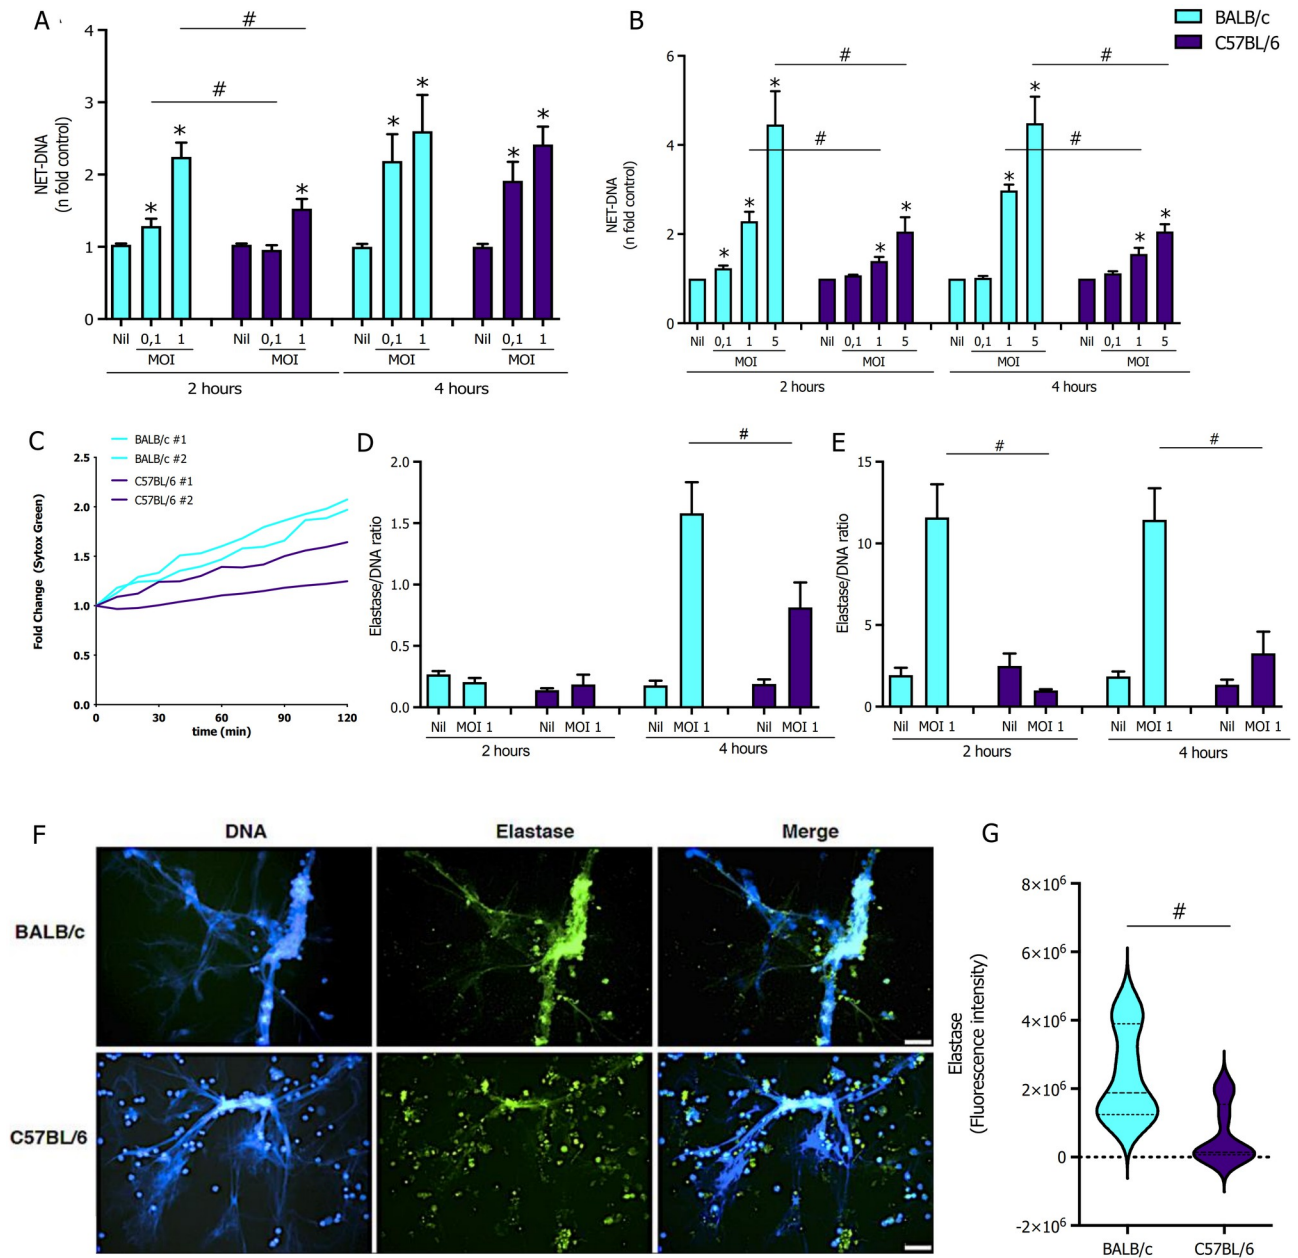 A
B
BALB/c
C57BL/6
NET-DNA
(n fold control)
4
3
2
1
0
#
#
* * * * * * *
Nil 0,1 1 Nil 0,1 1 Nil 0,1 1 Nil 0,1 1
MOI MOI MOI MOI
2 hours 4 hours
NET-DNA
(n fold control)
6
4
2
0
# #
# #
* * * * * * * * *
Nil 0,1 1 5 Nil 0,1 1 5 Nil 0,1 1 5 Nil 0,1 1 5
MOI MOI MOI MOI
2 hours 4 hours
C
BALB/c #1
BALB/c #2
C57BL/6 #1
C57BL/6 #2
Fold Change (Sytox Green)
2.5
2.0
1.5
1.0
0.5
0.0
0 30 60 90 120
time (min)
D
#
Elastase/DNA ratio
2.0
1.5
1.0
0.5
0.0
Nil MOI 1 Nil MOI 1 Nil MOI 1 Nil MOI 1
2 hours 4 hours
E
# #
Elastase/DNA ratio
15
10
5
0
Nil MOI 1 Nil MOI 1 Nil MOI 1 Nil MOI 1
2 hours 4 hours
F
DNA Elastase Merge
BALB/c
C57BL/6
G
#
Elastase
(Fluorescence intensity)
8×10⁶
6×10⁶
4×10⁶
2×10⁶
0
-2×10⁶
BALB/c C57BL/6